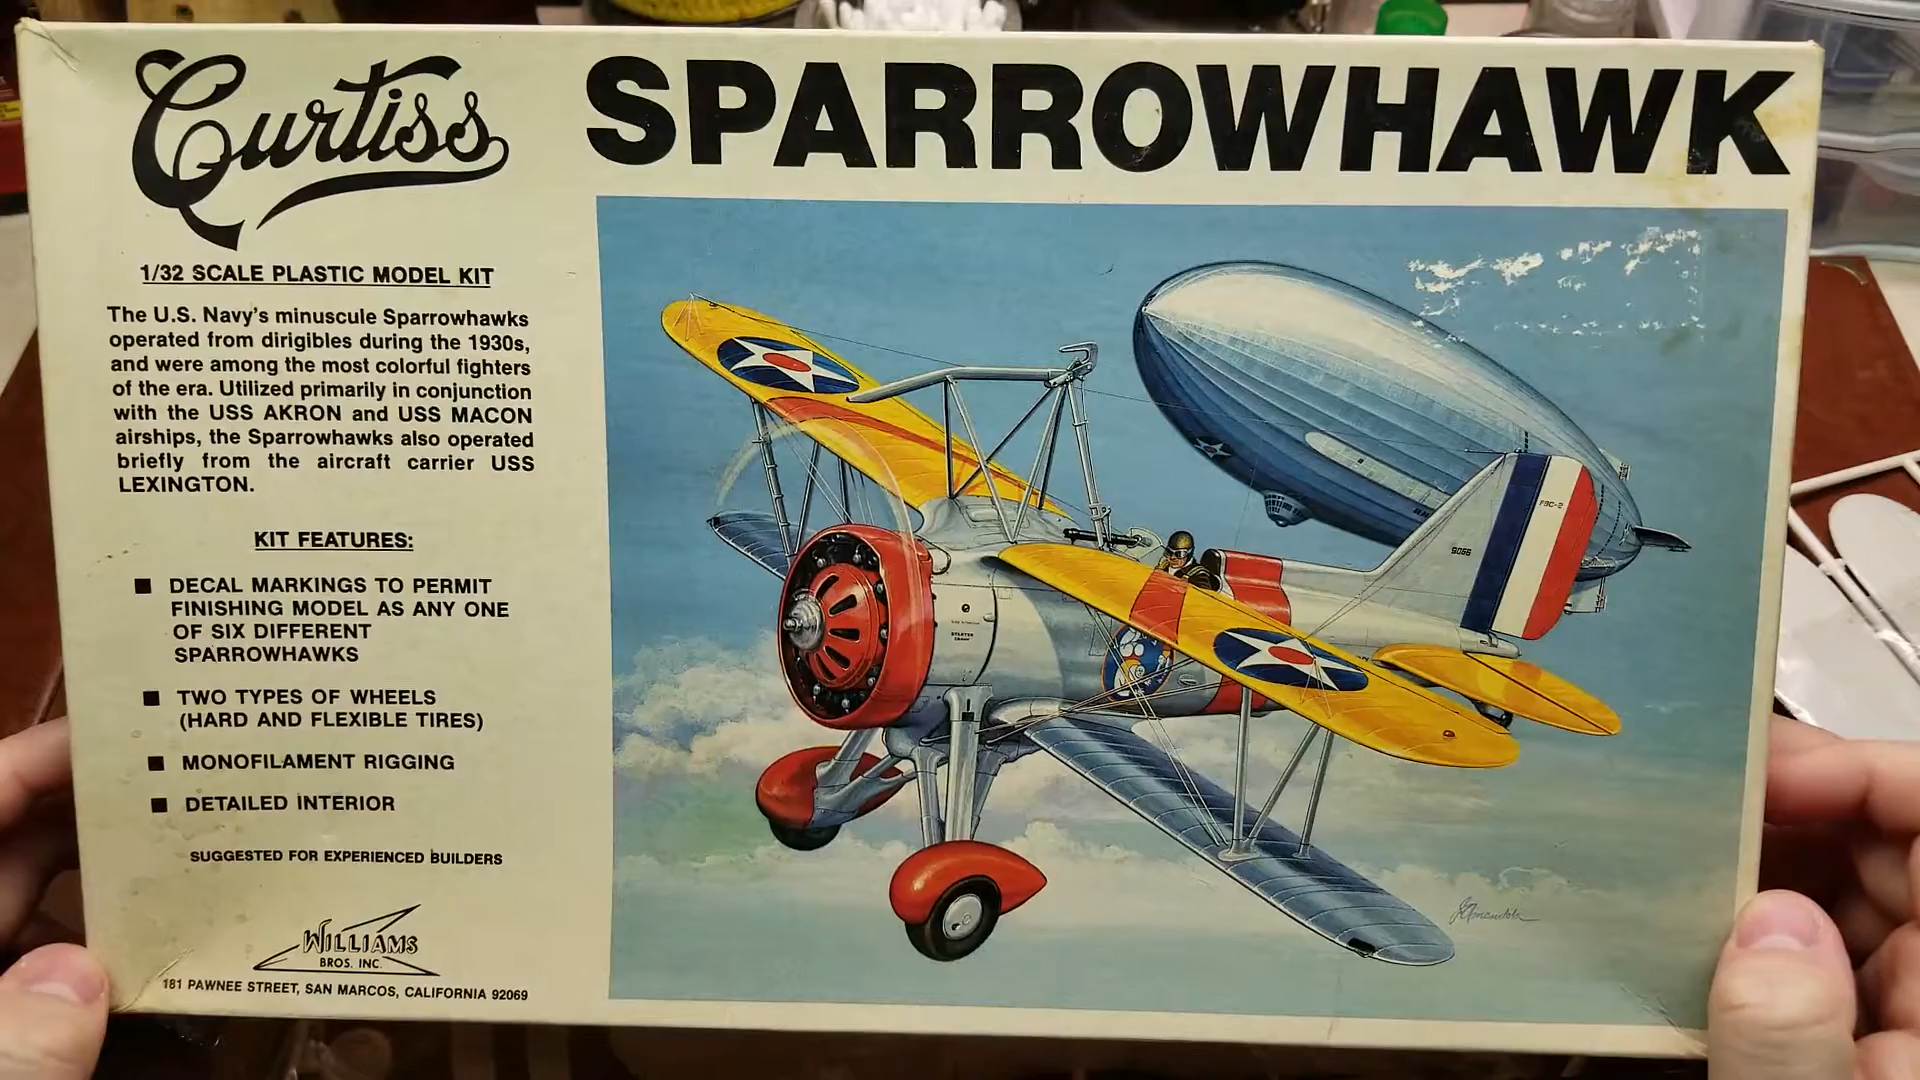 Curtiss
SPARROWHAWK
1/32 SCALE PLASTIC MODEL KIT
The U.S. Navy's minuscule Sparrowhawks
operated from dirigibles during the 1930s,
and were among the most colorful fighters
of the era. Utilized primarily in conjunction
with the USS AKRON and USS MACON
airships, the Sparrowhawks also operated
briefly from the aircraft carrier USS
LEXINGTON.
KIT FEATURES:
■ DECAL MARKINGS TO PERMIT
FINISHING MODEL AS ANY ONE
OF SIX DIFFERENT
SPARROWHAWKS
■ TWO TYPES OF WHEELS
(HARD AND FLEXIBLE TIRES)
■ MONOFILAMENT RIGGING
■ DETAILED INTERIOR
SUGGESTED FOR EXPERIENCED BUILDERS
WILLIAMS
BROS. INC.
181 PAWNEE STREET, SAN MARCOS, CALIFORNIA 92069
F9C-2
9056
STARTER
CRANK